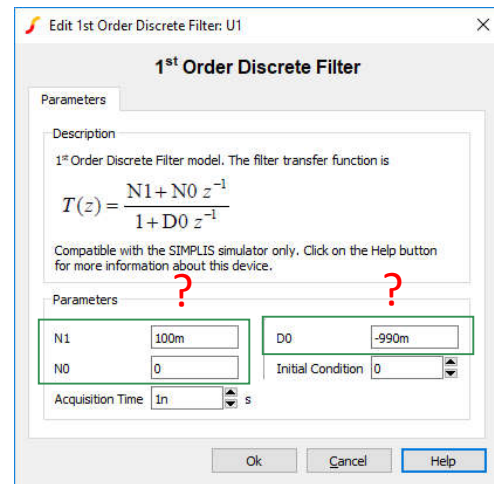 Edit 1st Order Discrete Filter: U1
1st Order Discrete Filter
Parameters
Description
1st Order Discrete Filter model. The filter transfer function is
T(z) = (N1 + N0 z⁻¹) / (1 + D0 z⁻¹)
Compatible with the SIMPLIS simulator only. Click on the Help button
for more information about this device.
? ?
Parameters
N1 100m D0 -990m
N0 0 Initial Condition 0
Acquisition Time 1n s
Ok Cancel Help